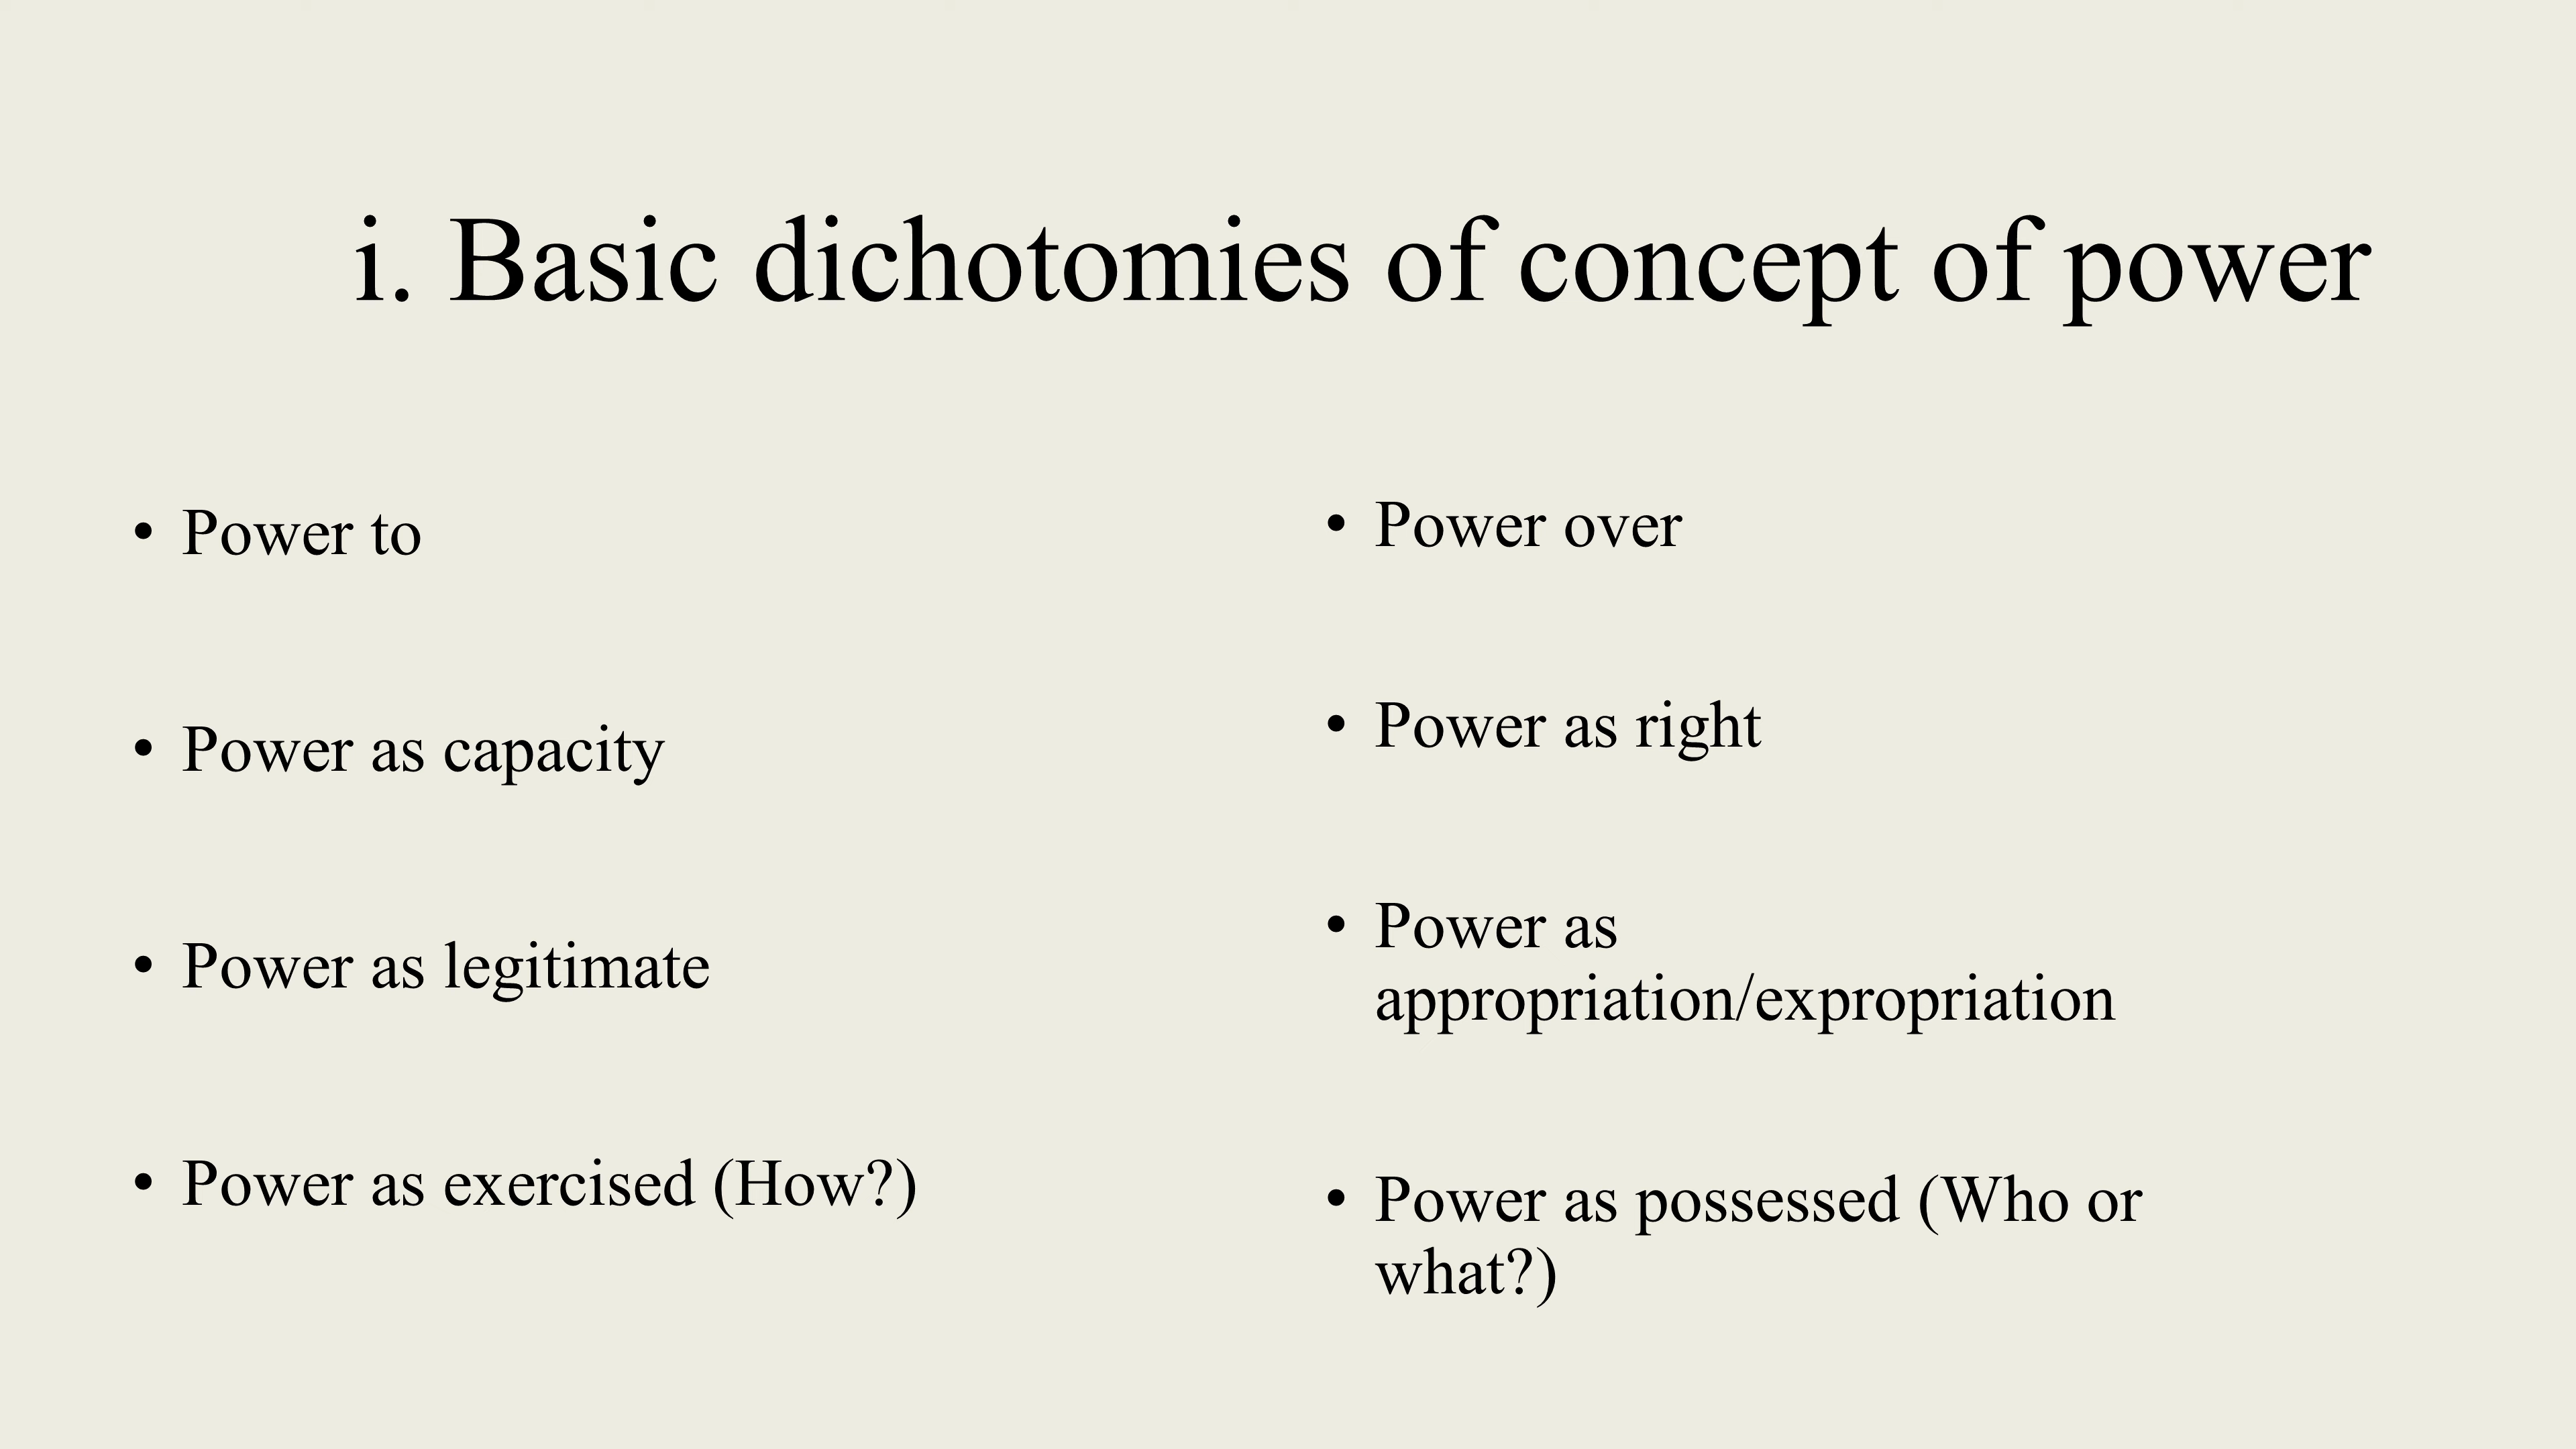 i. Basic dichotomies of concept of power
• Power to
• Power as capacity
• Power as legitimate
• Power as exercised (How?)
• Power over
• Power as right
• Power as
appropriation/expropriation
• Power as possessed (Who or
what?)